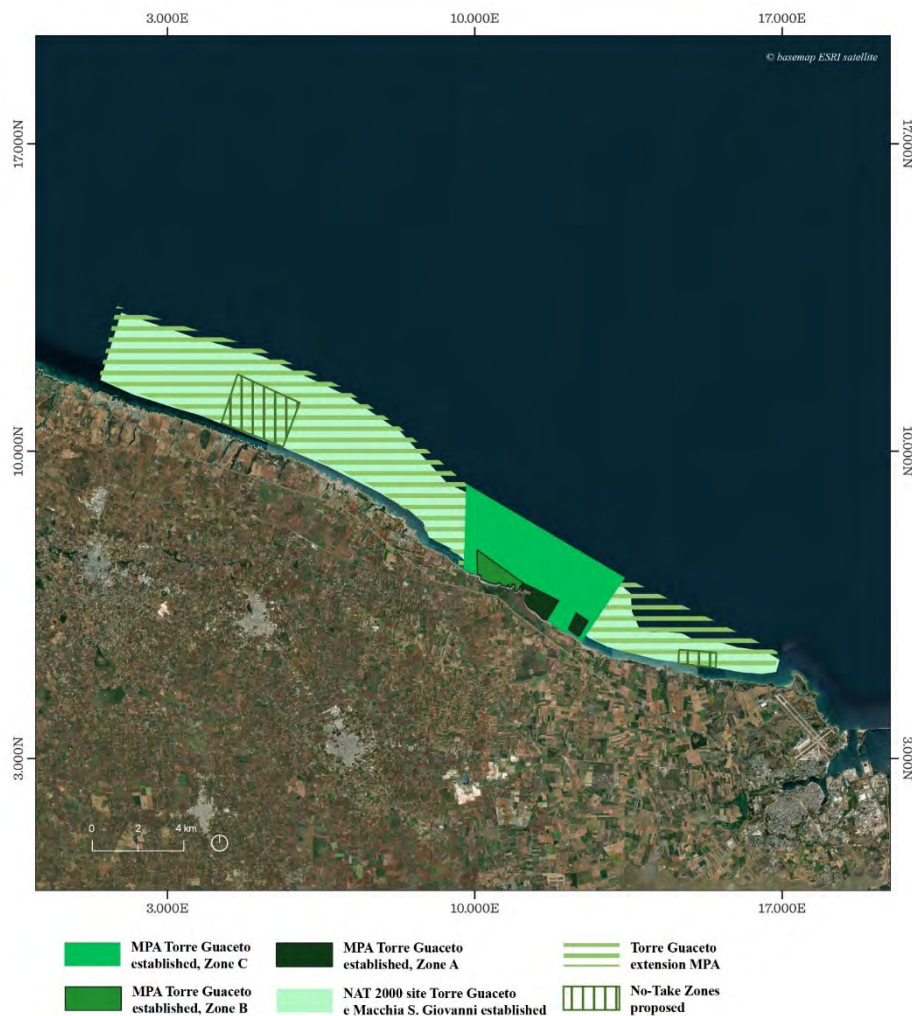 3.000E
10.000E
17.000E
© basemap ESRI satellite
17.000N
17.000N
10.000N
10.000N
3.000N
3.000N
0 2 4 km
3.000E
10.000E
17.000E
MPA Torre Guaceto
established, Zone C
MPA Torre Guaceto
established, Zone A
Torre Guaceto
extension MPA
MPA Torre Guaceto
established, Zone B
NAT 2000 site Torre Guaceto
e Macchia S. Giovanni established
No-Take Zones
proposed